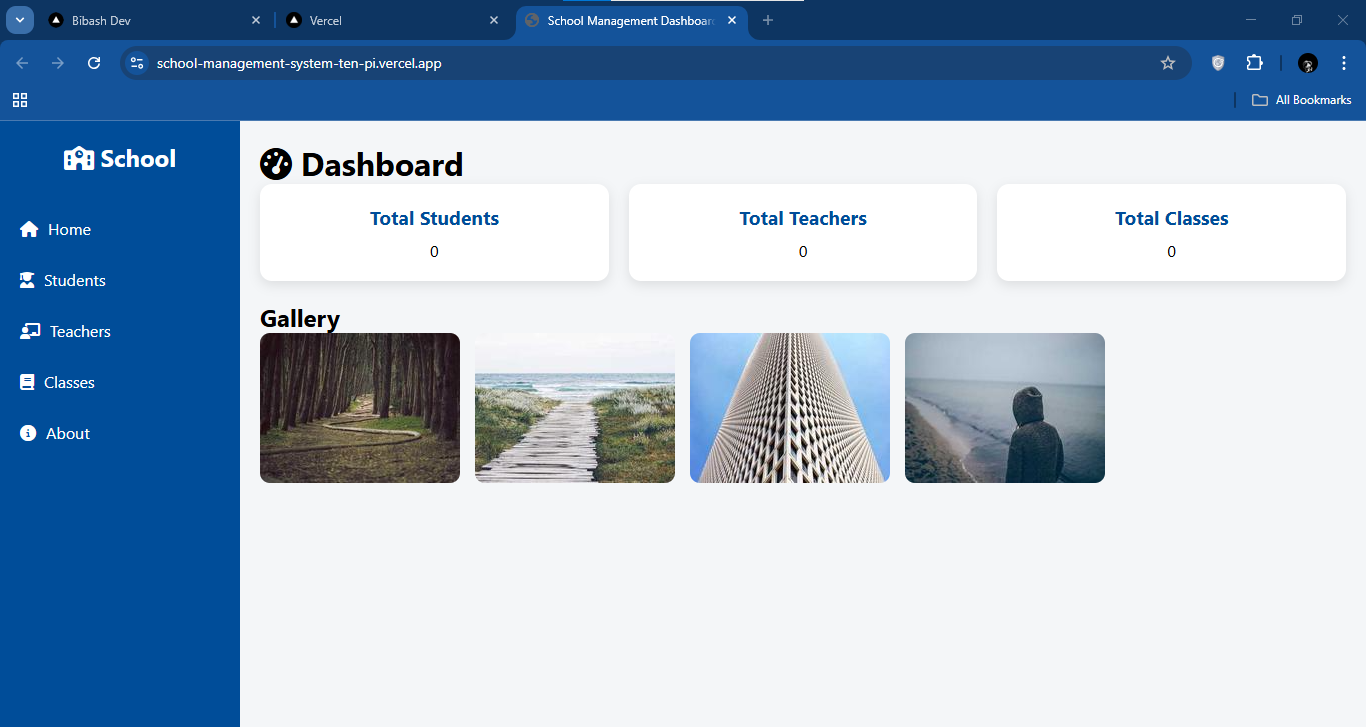 Bibash Dev
Vercel
School Management Dashboar
school-management-system-ten-pi.vercel.app
All Bookmarks
School
Home
Students
Teachers
Classes
About
Dashboard
Total Students
0
Total Teachers
0
Total Classes
0
Gallery